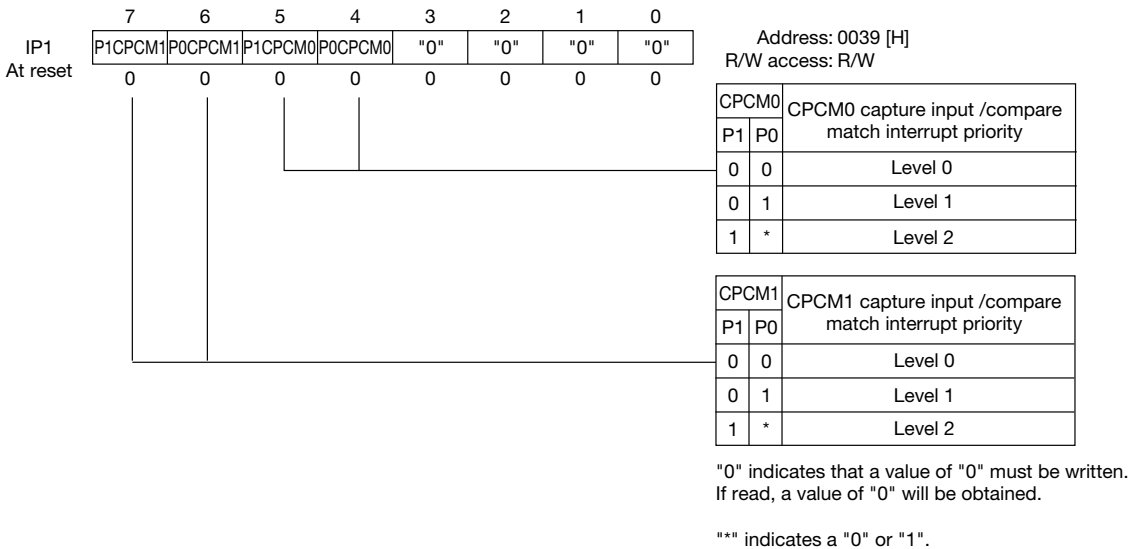 7 6 5 4 3 2 1 0
IP1 P1CPCM1 P0CPCM1 P1CPCM0 P0CPCM0 "0" "0" "0" "0"
At reset 0 0 0 0 0 0 0 0
Address: 0039 [H]
R/W access: R/W
CPCM0 CPCM0 capture input /compare
P1 P0 match interrupt priority
0 0 Level 0
0 1 Level 1
1 * Level 2
CPCM1 CPCM1 capture input /compare
P1 P0 match interrupt priority
0 0 Level 0
0 1 Level 1
1 * Level 2
"0" indicates that a value of "0" must be written.
If read, a value of "0" will be obtained.
"*" indicates a "0" or "1".